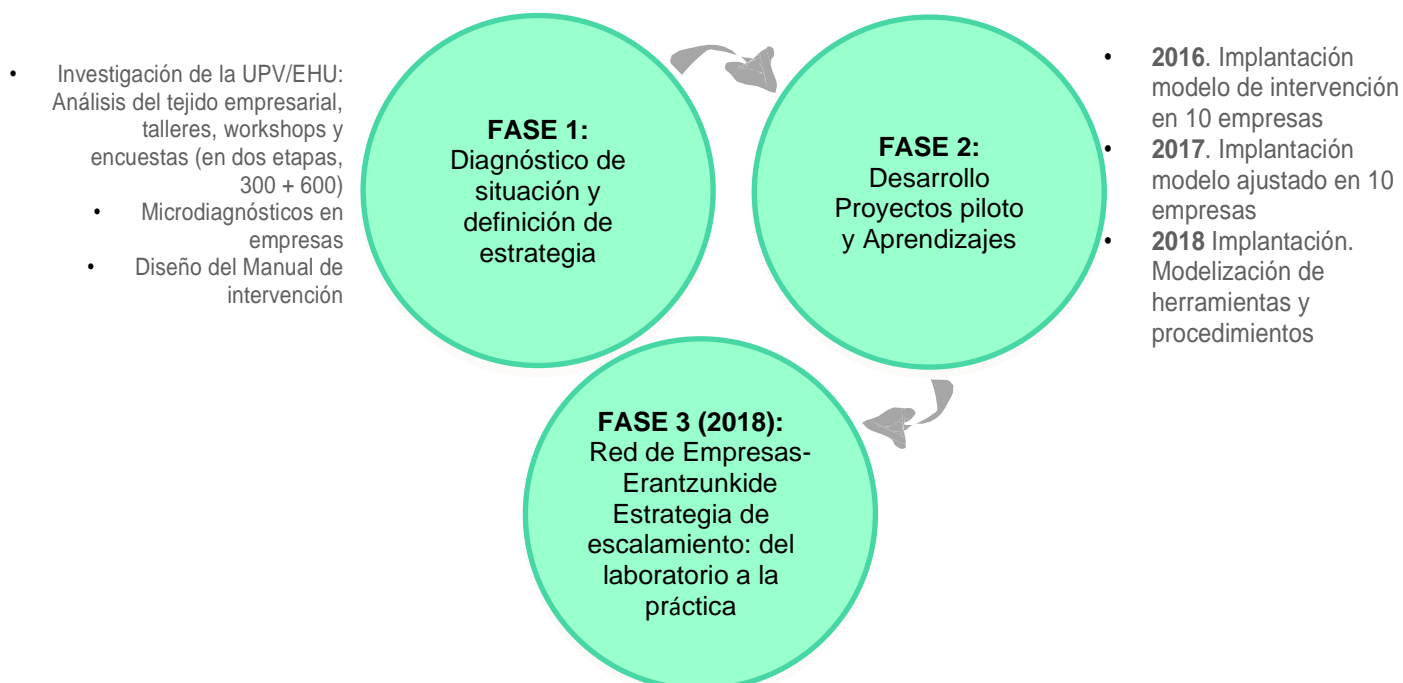 • Investigación de la UPV/EHU:
Análisis del tejido empresarial,
talleres, workshops y
encuestas (en dos etapas,
300 + 600)
• Microdiagnósticos en
empresas
• Diseño del Manual de
intervención
FASE 1:
Diagnóstico de
situación y
definición de
estrategia
FASE 2:
Desarrollo
Proyectos piloto
y Aprendizajes
• 2016. Implantación
modelo de intervención
en 10 empresas
• 2017. Implantación
modelo ajustado en 10
empresas
• 2018 Implantación.
Modelización de
herramientas y
procedimientos
FASE 3 (2018):
Red de Empresas-
Erantzunkide
Estrategia de
escalamiento: del
laboratorio a la
práctica